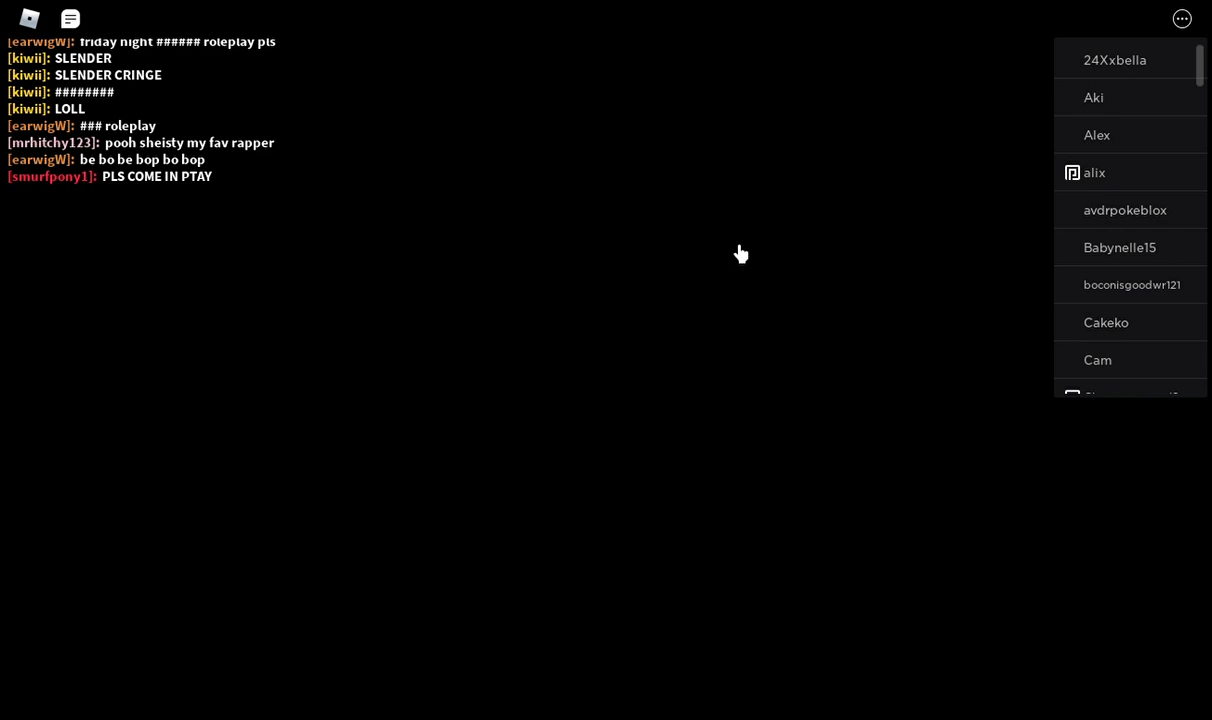 [earwigW]: friday night ###### roleplay pls
[kiwii]: SLENDER
[kiwii]: SLENDER CRINGE
[kiwii]: ########
[kiwii]: LOLL
[earwigW]: ### roleplay
[mrhitchy123]: pooh sheisty my fav rapper
[earwigW]: be bo be bop bo bop
[smurfpony1]: PLS COME IN PTAY
24Xxbella
Aki
Alex
alix
avdrpokeblox
Babynelle15
boconisgoodwr121
Cakeko
Cam